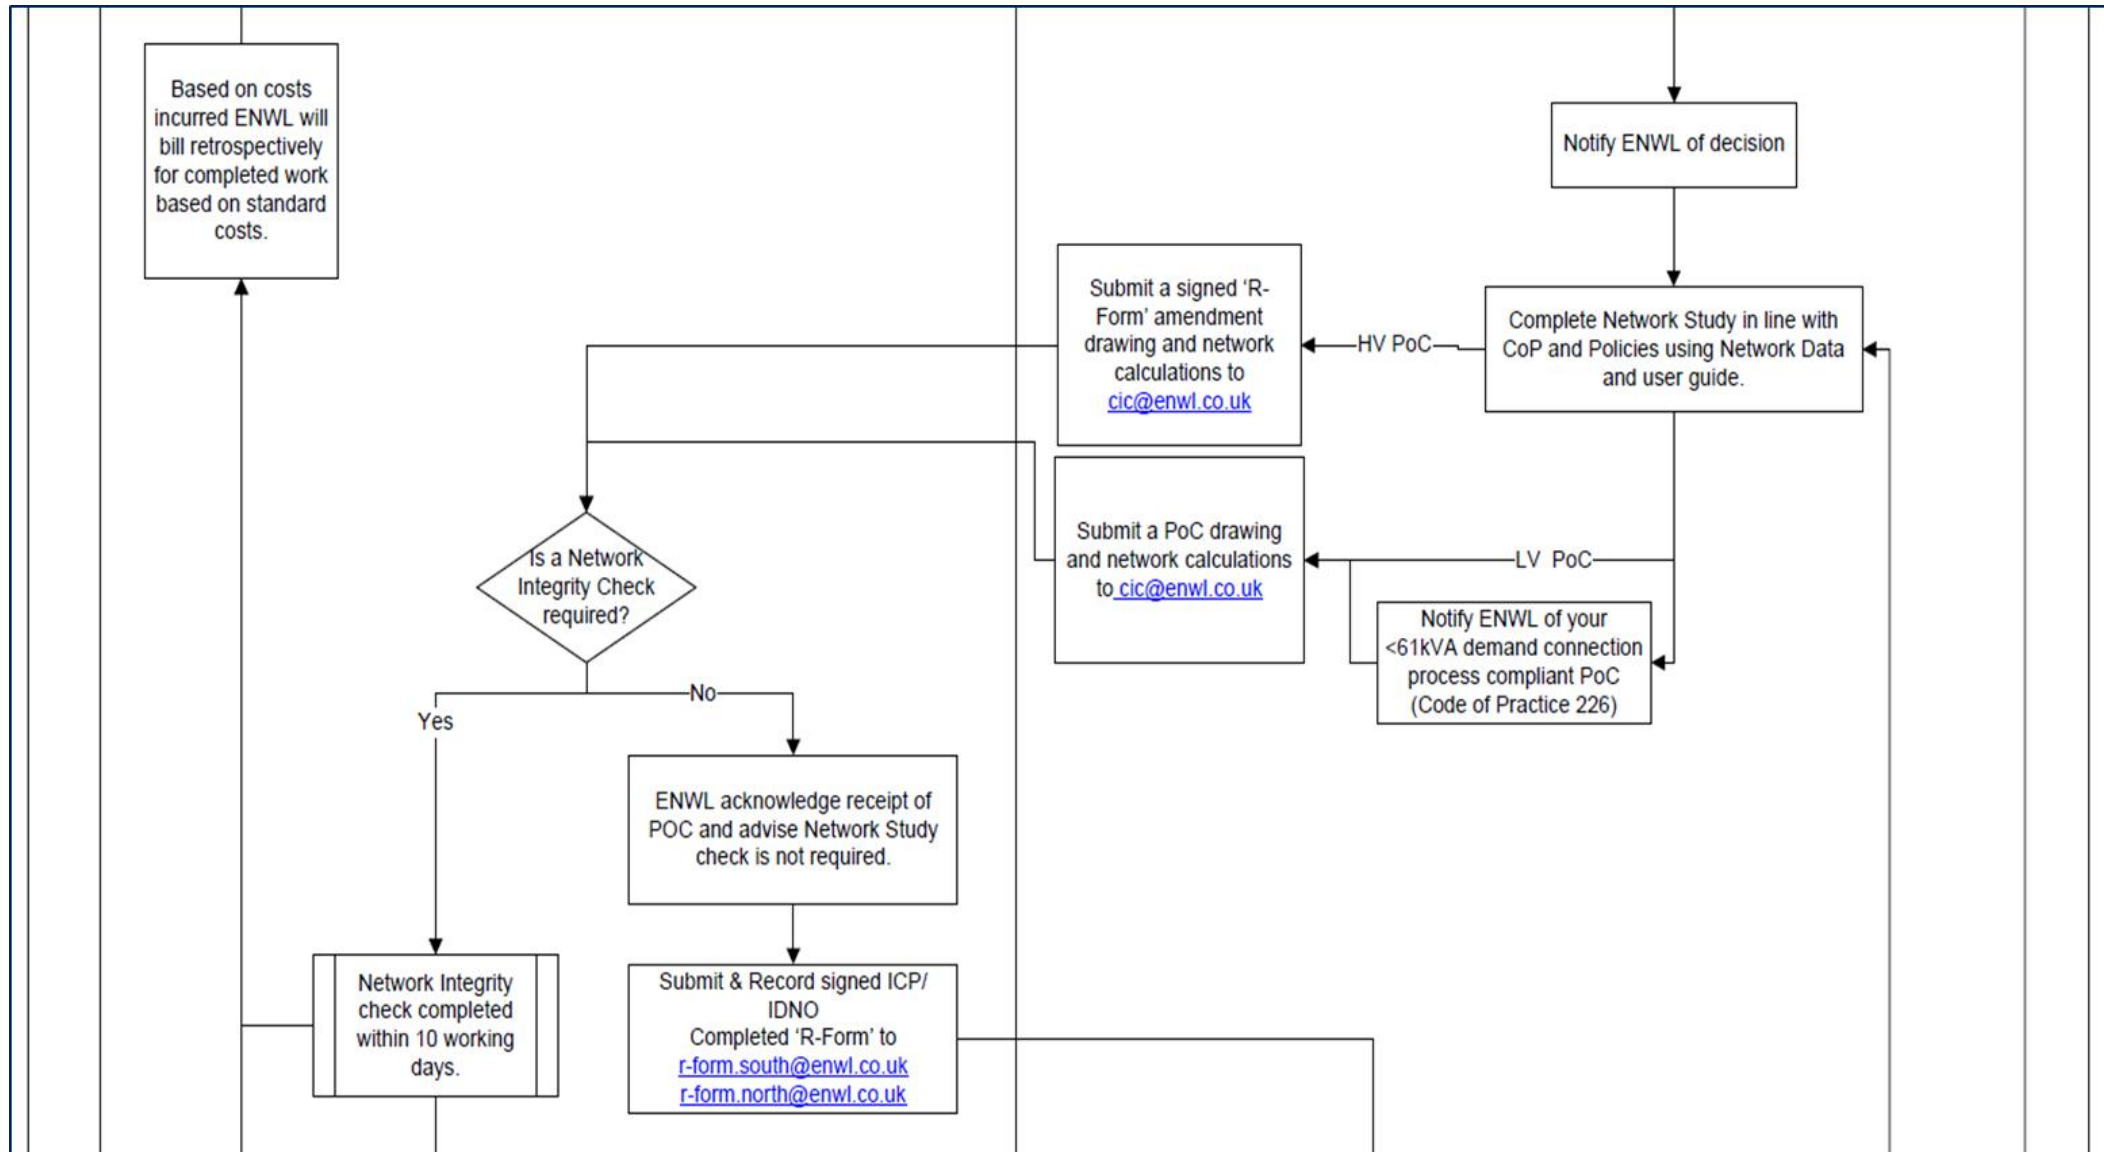 Based on costs
incurred ENWL will
bill retrospectively
for completed work
based on standard
costs.
Notify ENWL of decision
Submit a signed ‘R-
Form’ amendment
drawing and network
calculations to
cic@enwl.co.uk
HV PoC
Complete Network Study in line with
CoP and Policies using Network Data
and user guide.
Is a Network
Integrity Check
required?
Submit a PoC drawing
and network calculations
to cic@enwl.co.uk
LV PoC
Notify ENWL of your
<61kVA demand connection
process compliant PoC
(Code of Practice 226)
Yes
No
ENWL acknowledge receipt of
POC and advise Network Study
check is not required.
Network Integrity
check completed
within 10 working
days.
Submit & Record signed ICP/
IDNO
Completed ‘R-Form’ to
r-form.south@enwl.co.uk
r-form.north@enwl.co.uk